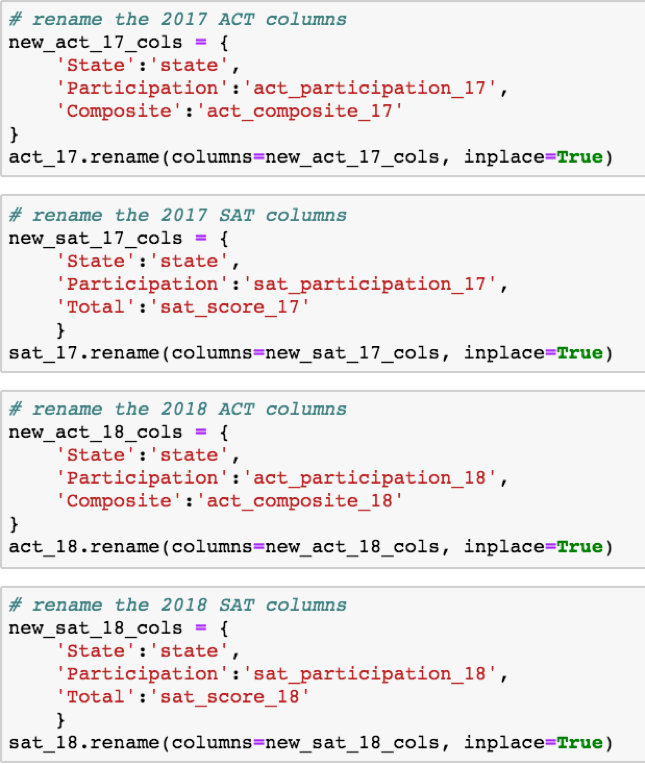 # rename the 2017 ACT columns
new_act_17_cols = {
    'State':'state',
    'Participation':'act_participation_17',
    'Composite':'act_composite_17'
}
act_17.rename(columns=new_act_17_cols, inplace=True)
# rename the 2017 SAT columns
new_sat_17_cols = {
    'State':'state',
    'Participation':'sat_participation_17',
    'Total':'sat_score_17'
    }
sat_17.rename(columns=new_sat_17_cols, inplace=True)
# rename the 2018 ACT columns
new_act_18_cols = {
    'State':'state',
    'Participation':'act_participation_18',
    'Composite':'act_composite_18'
}
act_18.rename(columns=new_act_18_cols, inplace=True)
# rename the 2018 SAT columns
new_sat_18_cols = {
    'State':'state',
    'Participation':'sat_participation_18',
    'Total':'sat_score_18'
    }
sat_18.rename(columns=new_sat_18_cols, inplace=True)